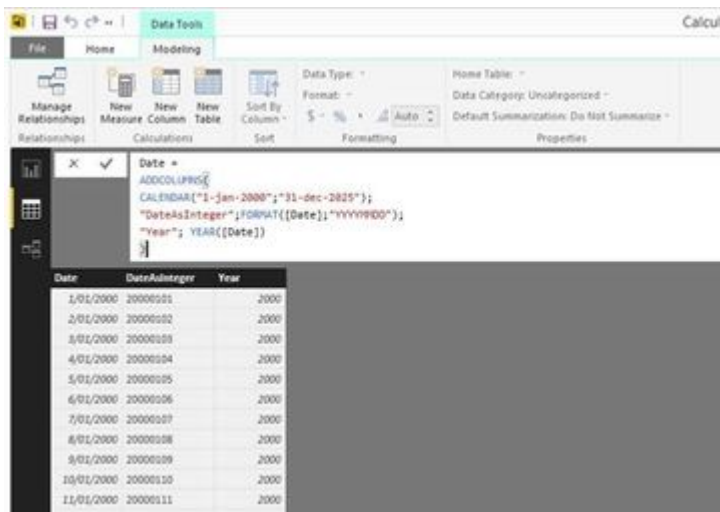 Data Tools
Calcul
File Home Modeling
Manage Relationships
New Measure
New Column
New Table
Sort By Column
Data Type:
Format:
$ % , Auto
Home Table:
Data Category: Uncategorized
Default Summarization: Do Not Summarize
Relationships Calculations Sort Formatting Properties
Date =
ADDCOLUMNS(
CALENDAR("1-jan-2000";"31-dec-2025");
"DateAsInteger";FORMAT([Date];"YYYYMMDD");
"Year"; YEAR([Date])
)
Date DateAsInteger Year
1/01/2000 20000101 2000
2/01/2000 20000102 2000
3/01/2000 20000103 2000
4/01/2000 20000104 2000
5/01/2000 20000105 2000
6/01/2000 20000106 2000
7/01/2000 20000107 2000
8/01/2000 20000108 2000
9/01/2000 20000109 2000
10/01/2000 20000110 2000
11/01/2000 20000111 2000